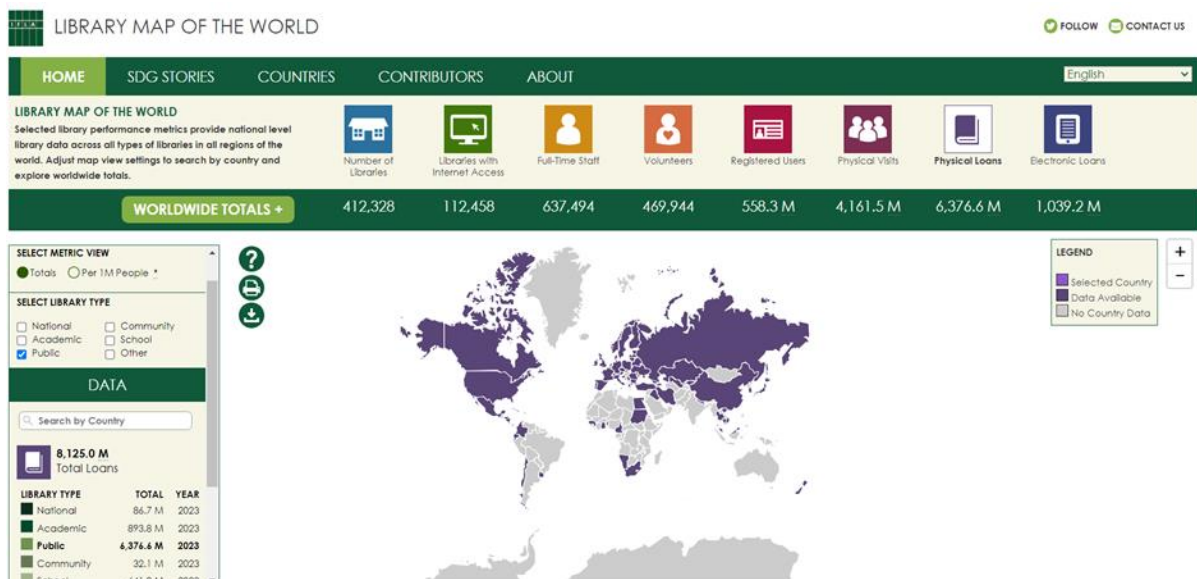 IFLA
LIBRARY MAP OF THE WORLD
FOLLOW CONTACT US
HOME SDG STORIES COUNTRIES CONTRIBUTORS ABOUT
English
LIBRARY MAP OF THE WORLD
Selected library performance metrics provide national level
library data across all types of libraries in all regions of the
world. Adjust map view settings to search by country and
explore worldwide totals.
Number of
Libraries
Libraries with
Internet Access
Full-Time Staff
Volunteers
Registered Users
Physical Visits
Physical Loans
Electronic Loans
WORLDWIDE TOTALS + 412,328 112,458 637,494 469,944 558.3 M 4,161.5 M 6,376.6 M 1,039.2 M
SELECT METRIC VIEW
Totals Per 1M People *
SELECT LIBRARY TYPE
National Community
Academic School
Public Other
DATA
Search by Country
8,125.0 M
Total Loans
LIBRARY TYPE TOTAL YEAR
National 86.7 M 2023
Academic 893.8 M 2023
Public 6,376.6 M 2023
Community 32.1 M 2023
?
LEGEND
Selected Country
Data Available
No Country Data
+
−